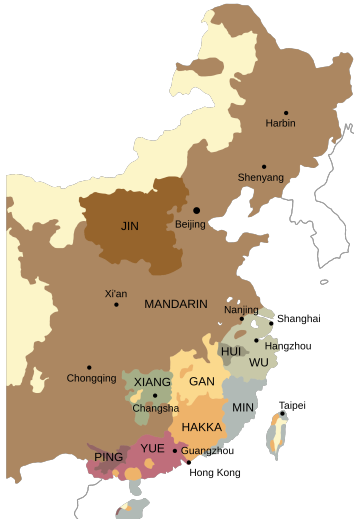 Harbin
Shenyang
JIN
Beijing
Xi'an
MANDARIN
Nanjing
Shanghai
Hangzhou
HUI
WU
Chongqing
XIANG
GAN
Changsha
MIN
Taipei
HAKKA
YUE
Guangzhou
PING
Hong Kong